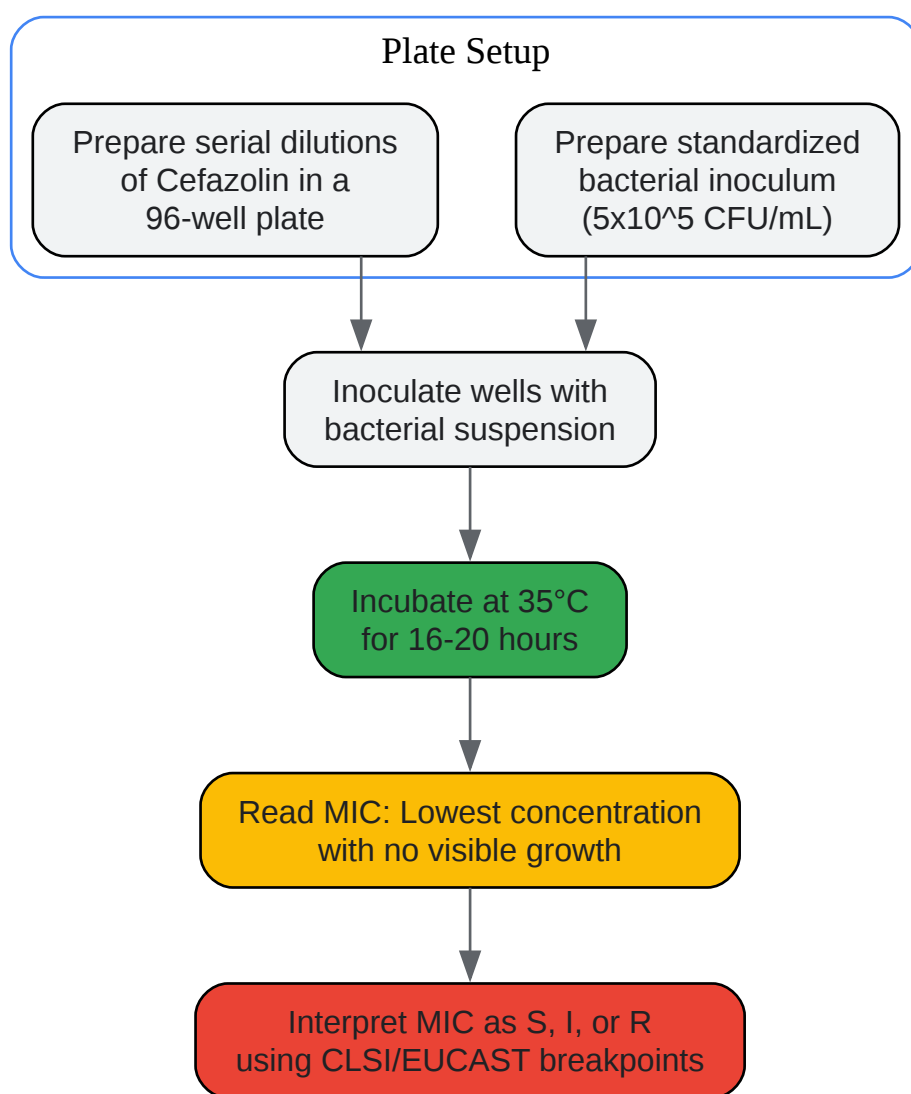 Plate Setup
Prepare serial dilutions
of Cefazolin in a
96-well plate
Prepare standardized
bacterial inoculum
(5x10^5 CFU/mL)
Inoculate wells with
bacterial suspension
Incubate at 35°C
for 16-20 hours
Read MIC: Lowest concentration
with no visible growth
Interpret MIC as S, I, or R
using CLSI/EUCAST breakpoints